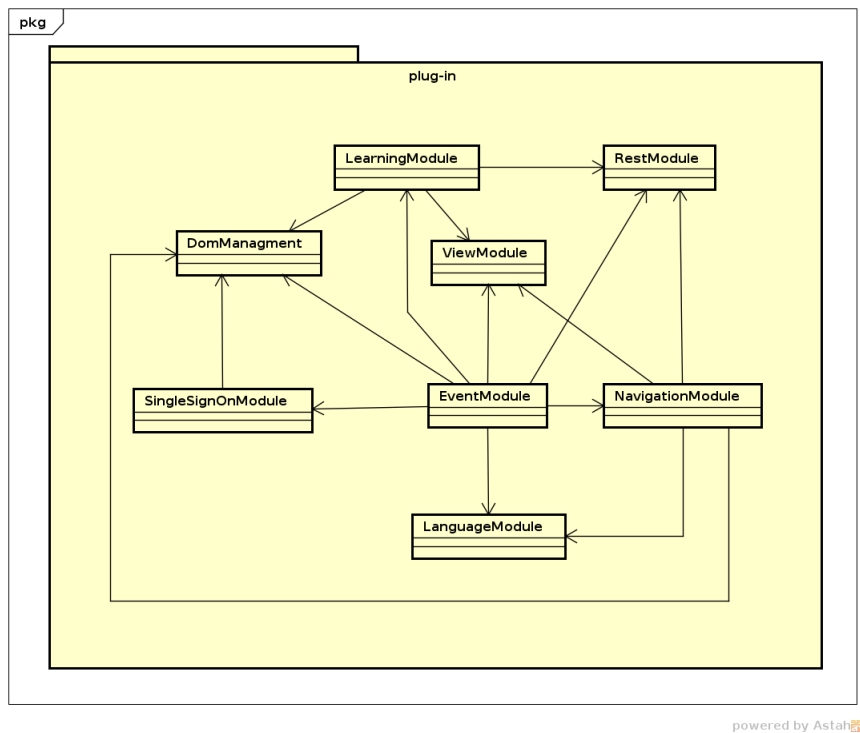 pkg
plug-in
LearningModule
RestModule
DomManagment
ViewModule
SingleSignOnModule
EventModule
NavigationModule
LanguageModule
powered by Astah